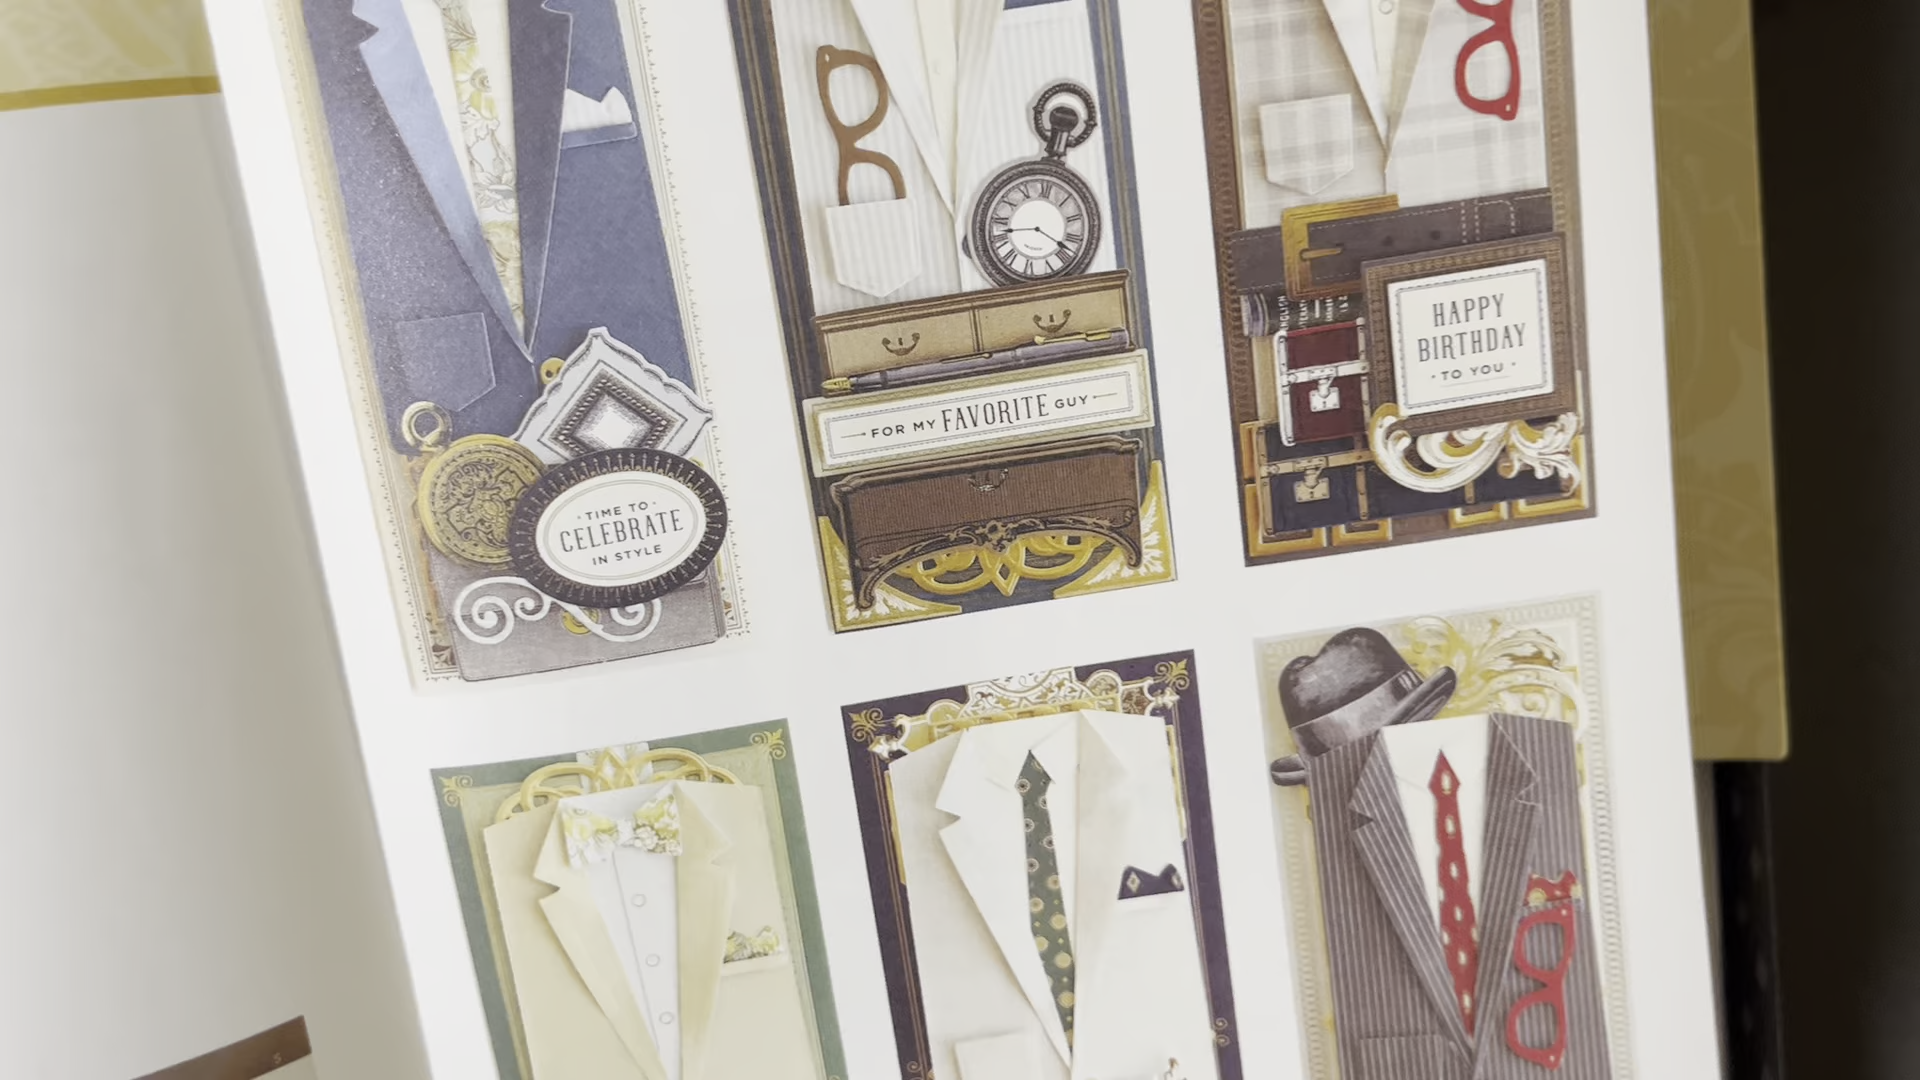 TIME TO
CELEBRATE
IN STYLE
FOR MY FAVORITE GUY
HAPPY
BIRTHDAY
TO YOU